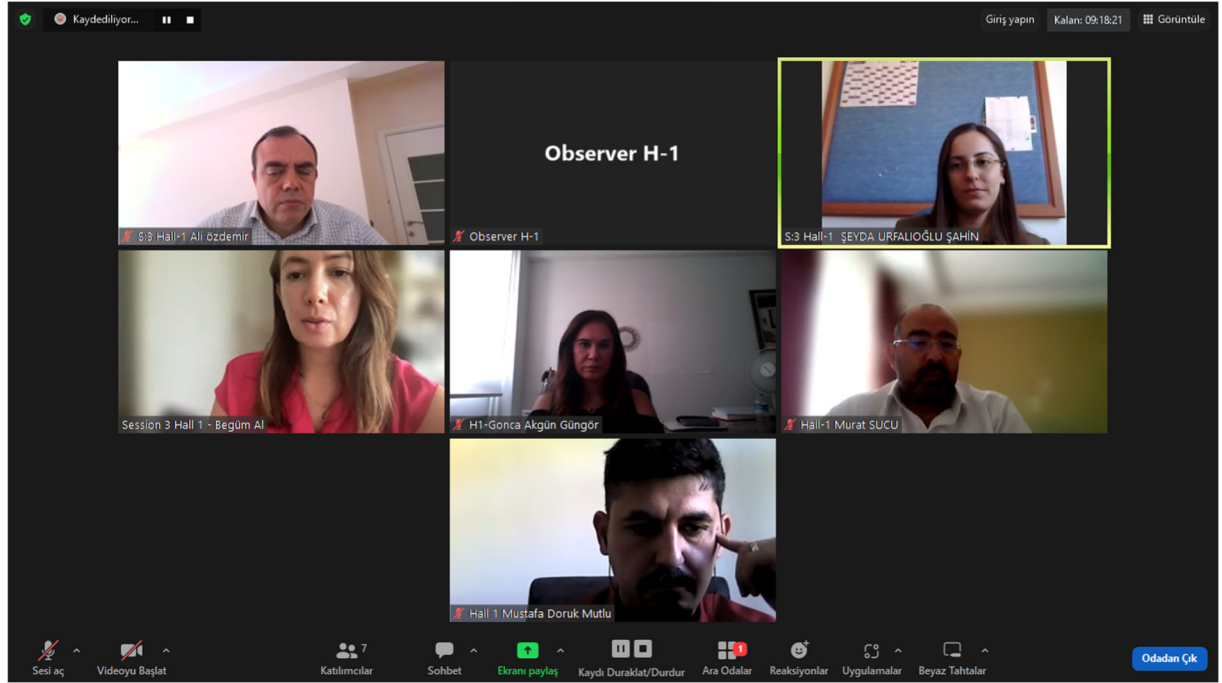 Kaydediliyor...
Giriş yapın
Kalan: 09:18:21
Görüntüle
Observer H-1
S:3 Hall-1 Ali özdemir
Observer H-1
S:3 Hall-1 ŞEYDA URFALIOĞLU ŞAHİN
Session 3 Hall 1 - Begüm Al
H1-Gonca Akgün Güngör
Hall-1 Murat SUCU
Hall 1 Mustafa Doruk Mutlu
Sesi aç
Videoyu Başlat
7
Katılımcılar
Sohbet
Ekranı paylaş
Kaydı Duraklat/Durdur
1
Ara Odalar
Reaksiyonlar
Uygulamalar
Beyaz Tahtalar
Odadan Çık